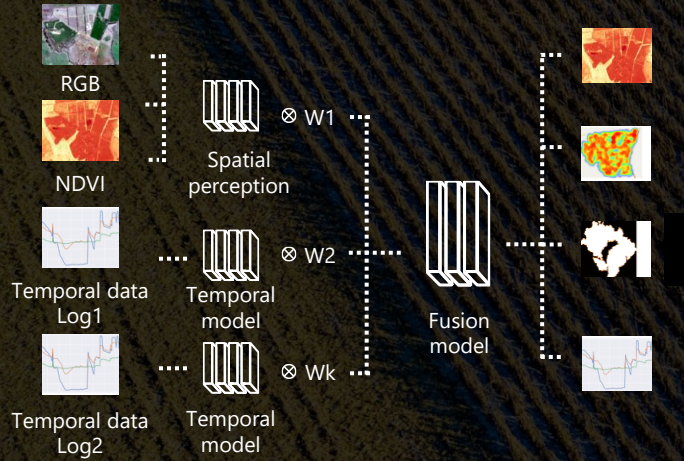 RGB
NDVI
Spatial
perception
⊗ W1
Temporal data
Log1
Temporal
model
⊗ W2
Temporal data
Log2
Temporal
model
⊗ Wk
Fusion
model